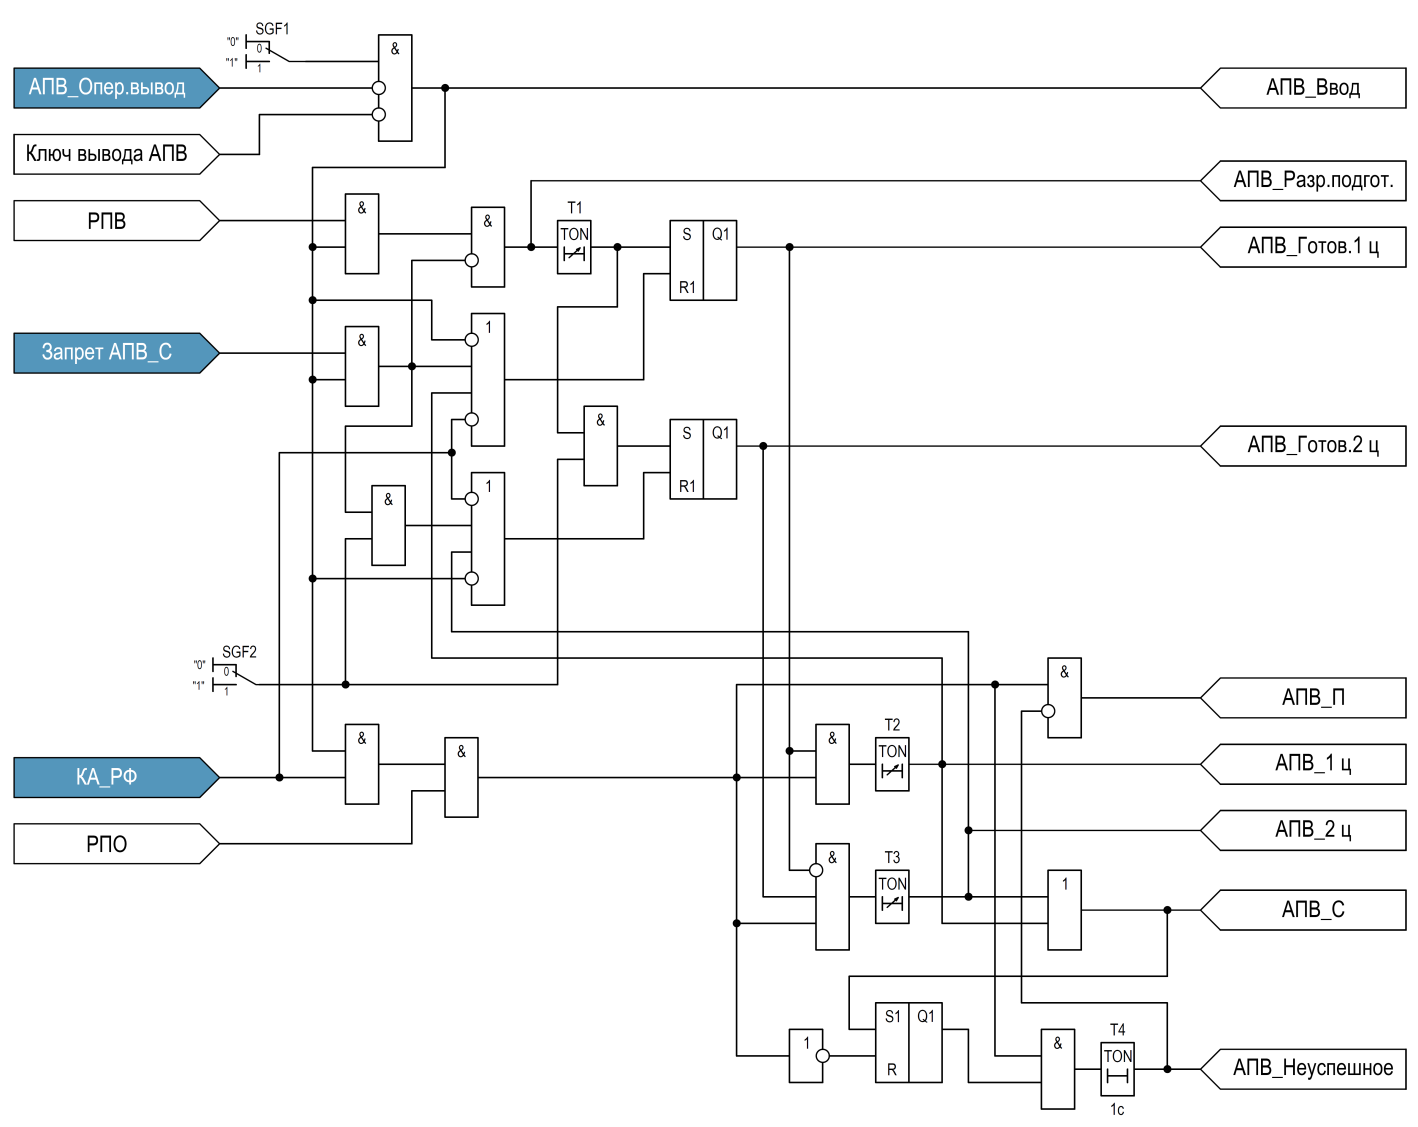 SGF1
"0"
0
"1"
1
&
АПВ_Опер.вывод
АПВ_Ввод
Ключ вывода АПВ
АПВ_Разр.подгот.
РПВ
&
&
T1
TON
S Q1
R1
АПВ_Готов.1 ц
Запрет АПВ_С
&
1
&
S Q1
R1
АПВ_Готов.2 ц
&
1
SGF2
"0"
0
"1"
1
&
АПВ_П
КА_РФ
&
&
&
T2
TON
АПВ_1 ц
РПО
АПВ_2 ц
&
T3
TON
1
АПВ_С
1
S1 Q1
R
&
T4
TON
1с
АПВ_Неуспешное